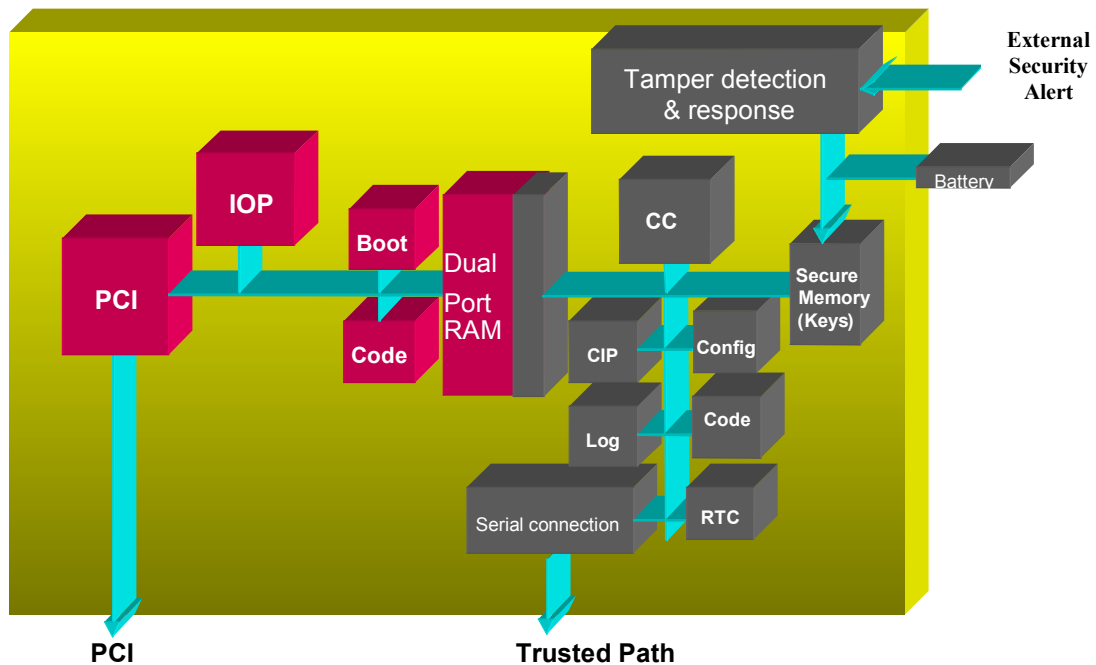 External
Security
Alert
Tamper detection
& response
Battery
IOP
CC
Boot
Dual
Port
RAM
PCI
Secure
Memory
(Keys)
Code
CIP
Config
Log
Code
Serial connection
RTC
PCI
Trusted Path